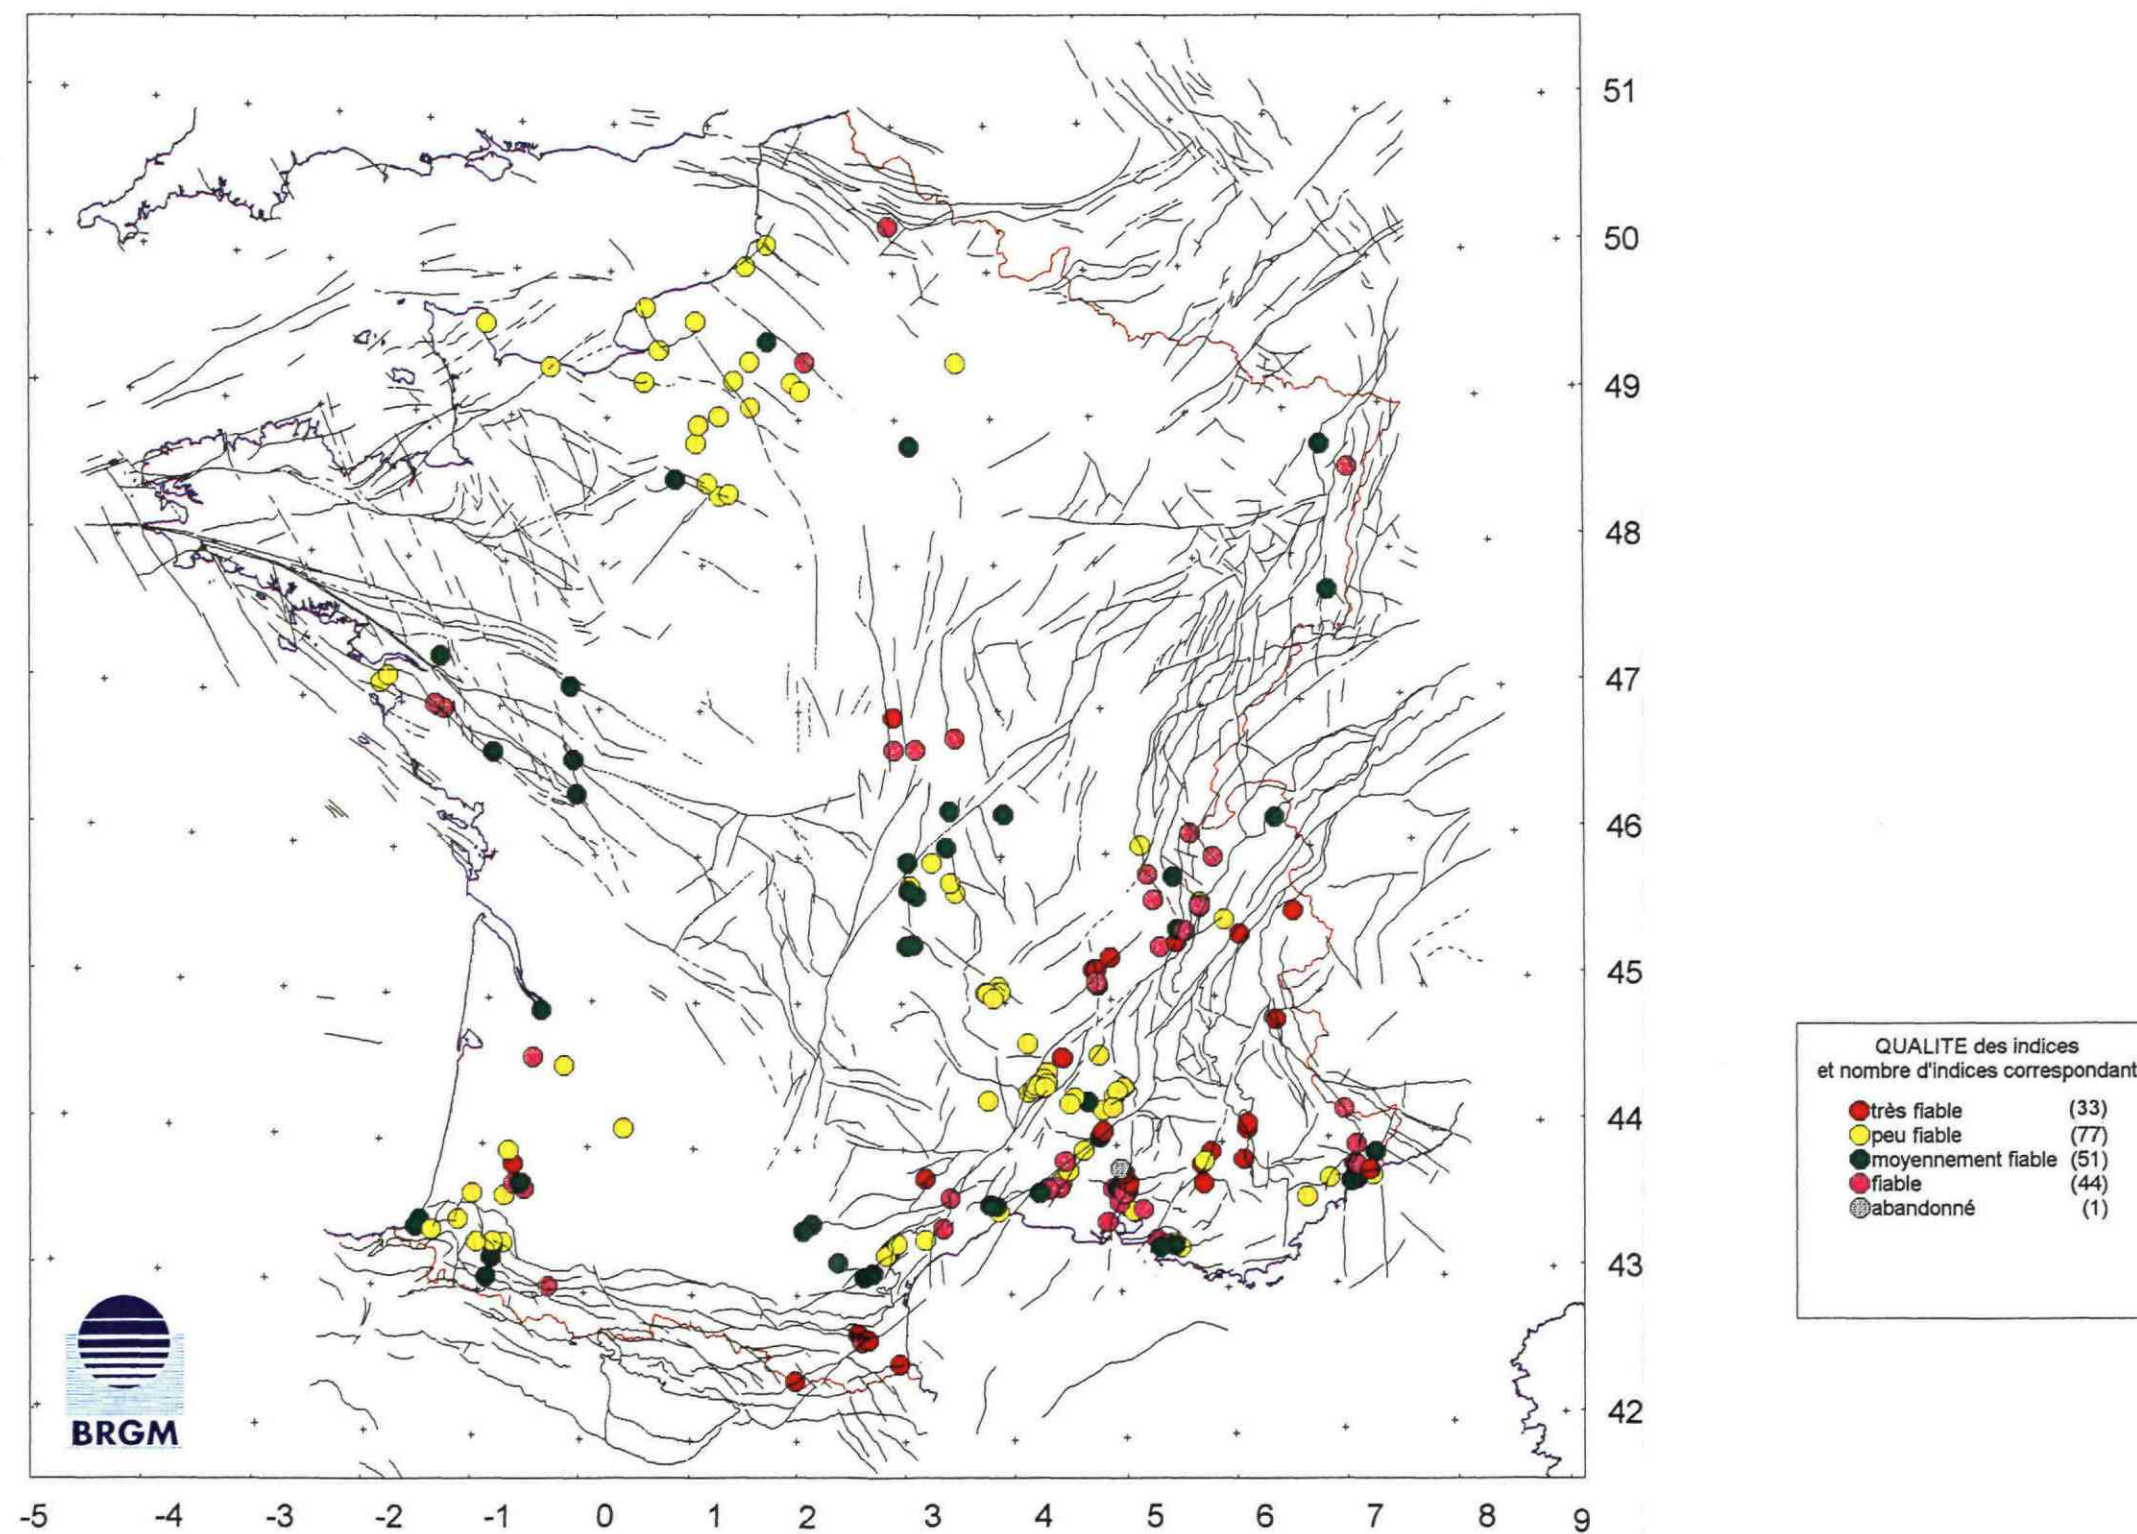 51
50
49
48
47
46
45
44
43
42
-5 -4 -3 -2 -1 0 1 2 3 4 5 6 7 8 9
BRGM
QUALITE des indices
et nombre d'indices correspondant
très fiable (33)
peu fiable (77)
moyennement fiable (51)
fiable (44)
abandonné (1)